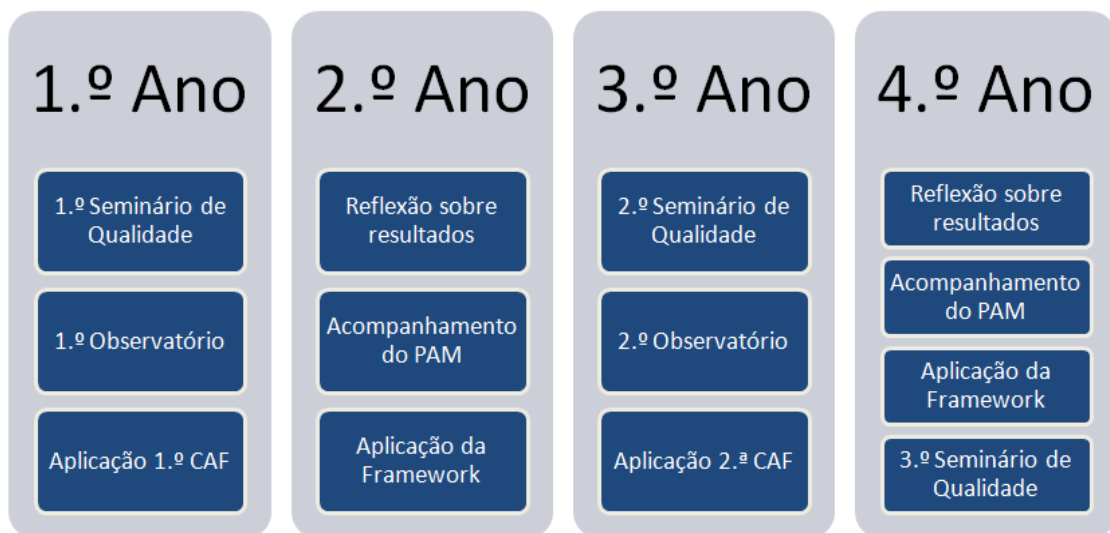 1.º Ano
1.º Seminário de
Qualidade
1.º Observatório
Aplicação 1.º CAF
2.º Ano
Reflexão sobre
resultados
Acompanhamento
do PAM
Aplicação da
Framework
3.º Ano
2.º Seminário de
Qualidade
2.º Observatório
Aplicação 2.ª CAF
4.º Ano
Reflexão sobre
resultados
Acompanhamento
do PAM
Aplicação da
Framework
3.º Seminário de
Qualidade